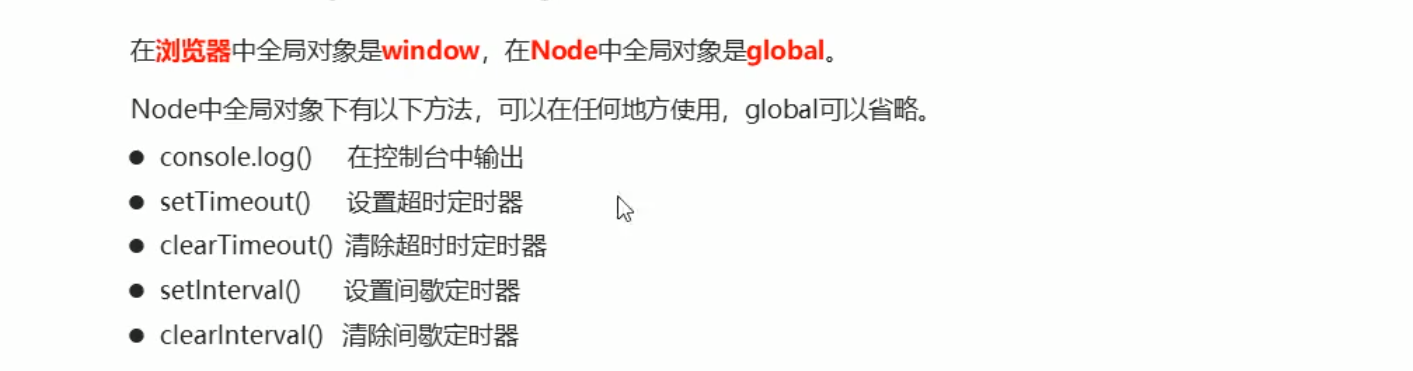 在浏览器中全局对象是window，在Node中全局对象是global。
Node中全局对象下有以下方法，可以在任何地方使用，global可以省略。
● console.log() 在控制台中输出
● setTimeout() 设置超时定时器
● clearTimeout() 清除超时时定时器
● setInterval() 设置间歇定时器
● clearInterval() 清除间歇定时器